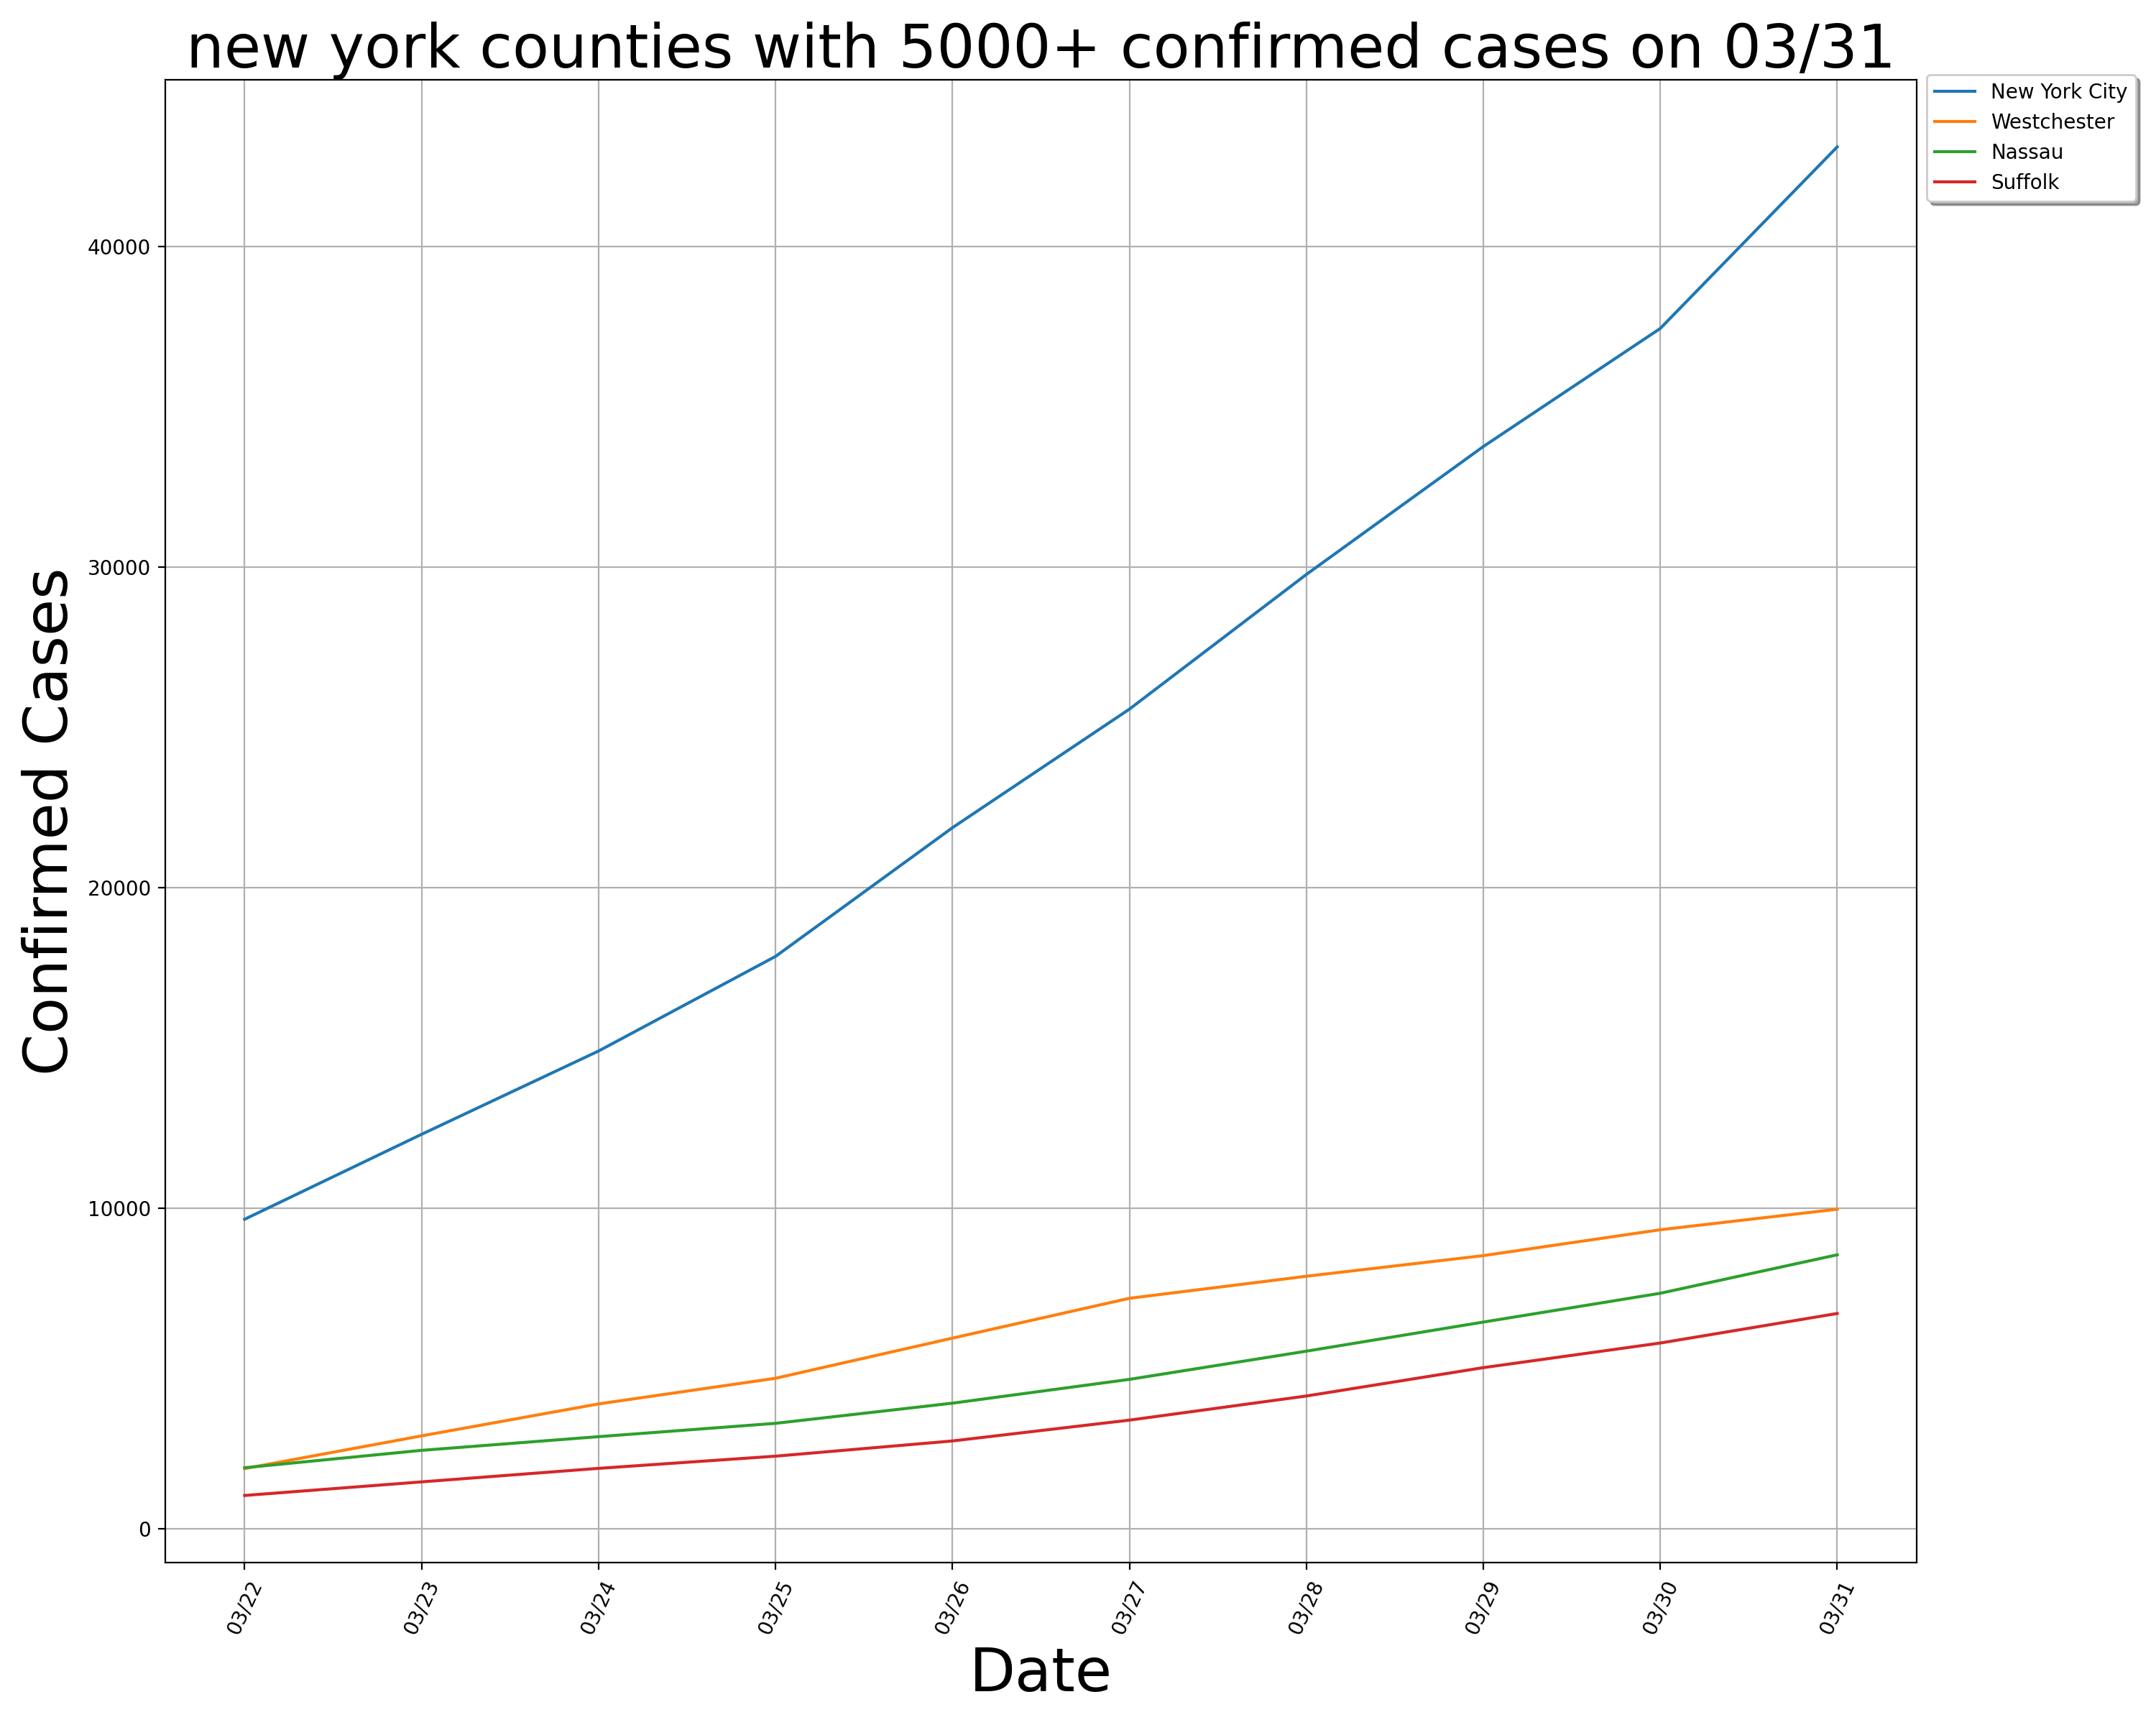 new york counties with 5000+ confirmed cases on 03/31
New York City
Westchester
Nassau
Suffolk
Confirmed Cases
40000
30000
20000
10000
0
03/22
03/23
03/24
03/25
03/26
03/27
03/28
03/29
03/30
03/31
Date